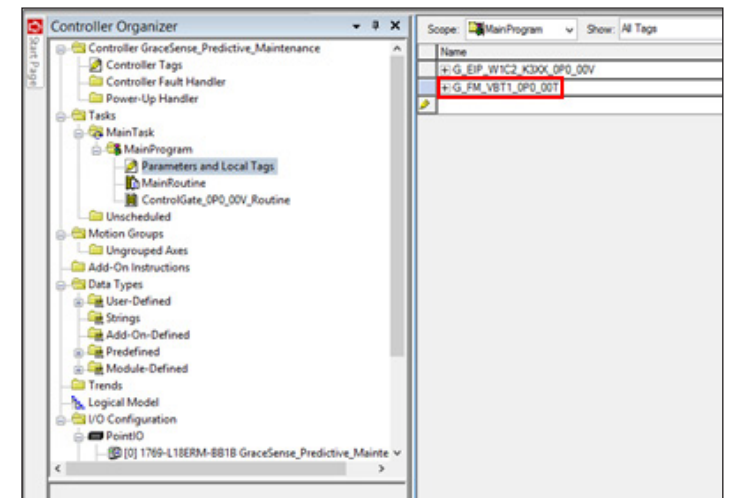 Controller Organizer
Start Page
Controller GraceSense_Predictive_Maintenance
Controller Tags
Controller Fault Handler
Power-Up Handler
Tasks
MainTask
MainProgram
Parameters and Local Tags
MainRoutine
ControlGate_0P0_00V_Routine
Unscheduled
Motion Groups
Ungrouped Axes
Add-On Instructions
Data Types
User-Defined
Strings
Add-On-Defined
Predefined
Module-Defined
Trends
Logical Model
I/O Configuration
PointIO
[0] 1769-L18ERM-BB1B GraceSense_Predictive_Mainte
Scope: MainProgram Show: All Tags
Name
G_EIP_W1C2_K3XX_0P0_00V
G_FM_VBT1_0P0_00T